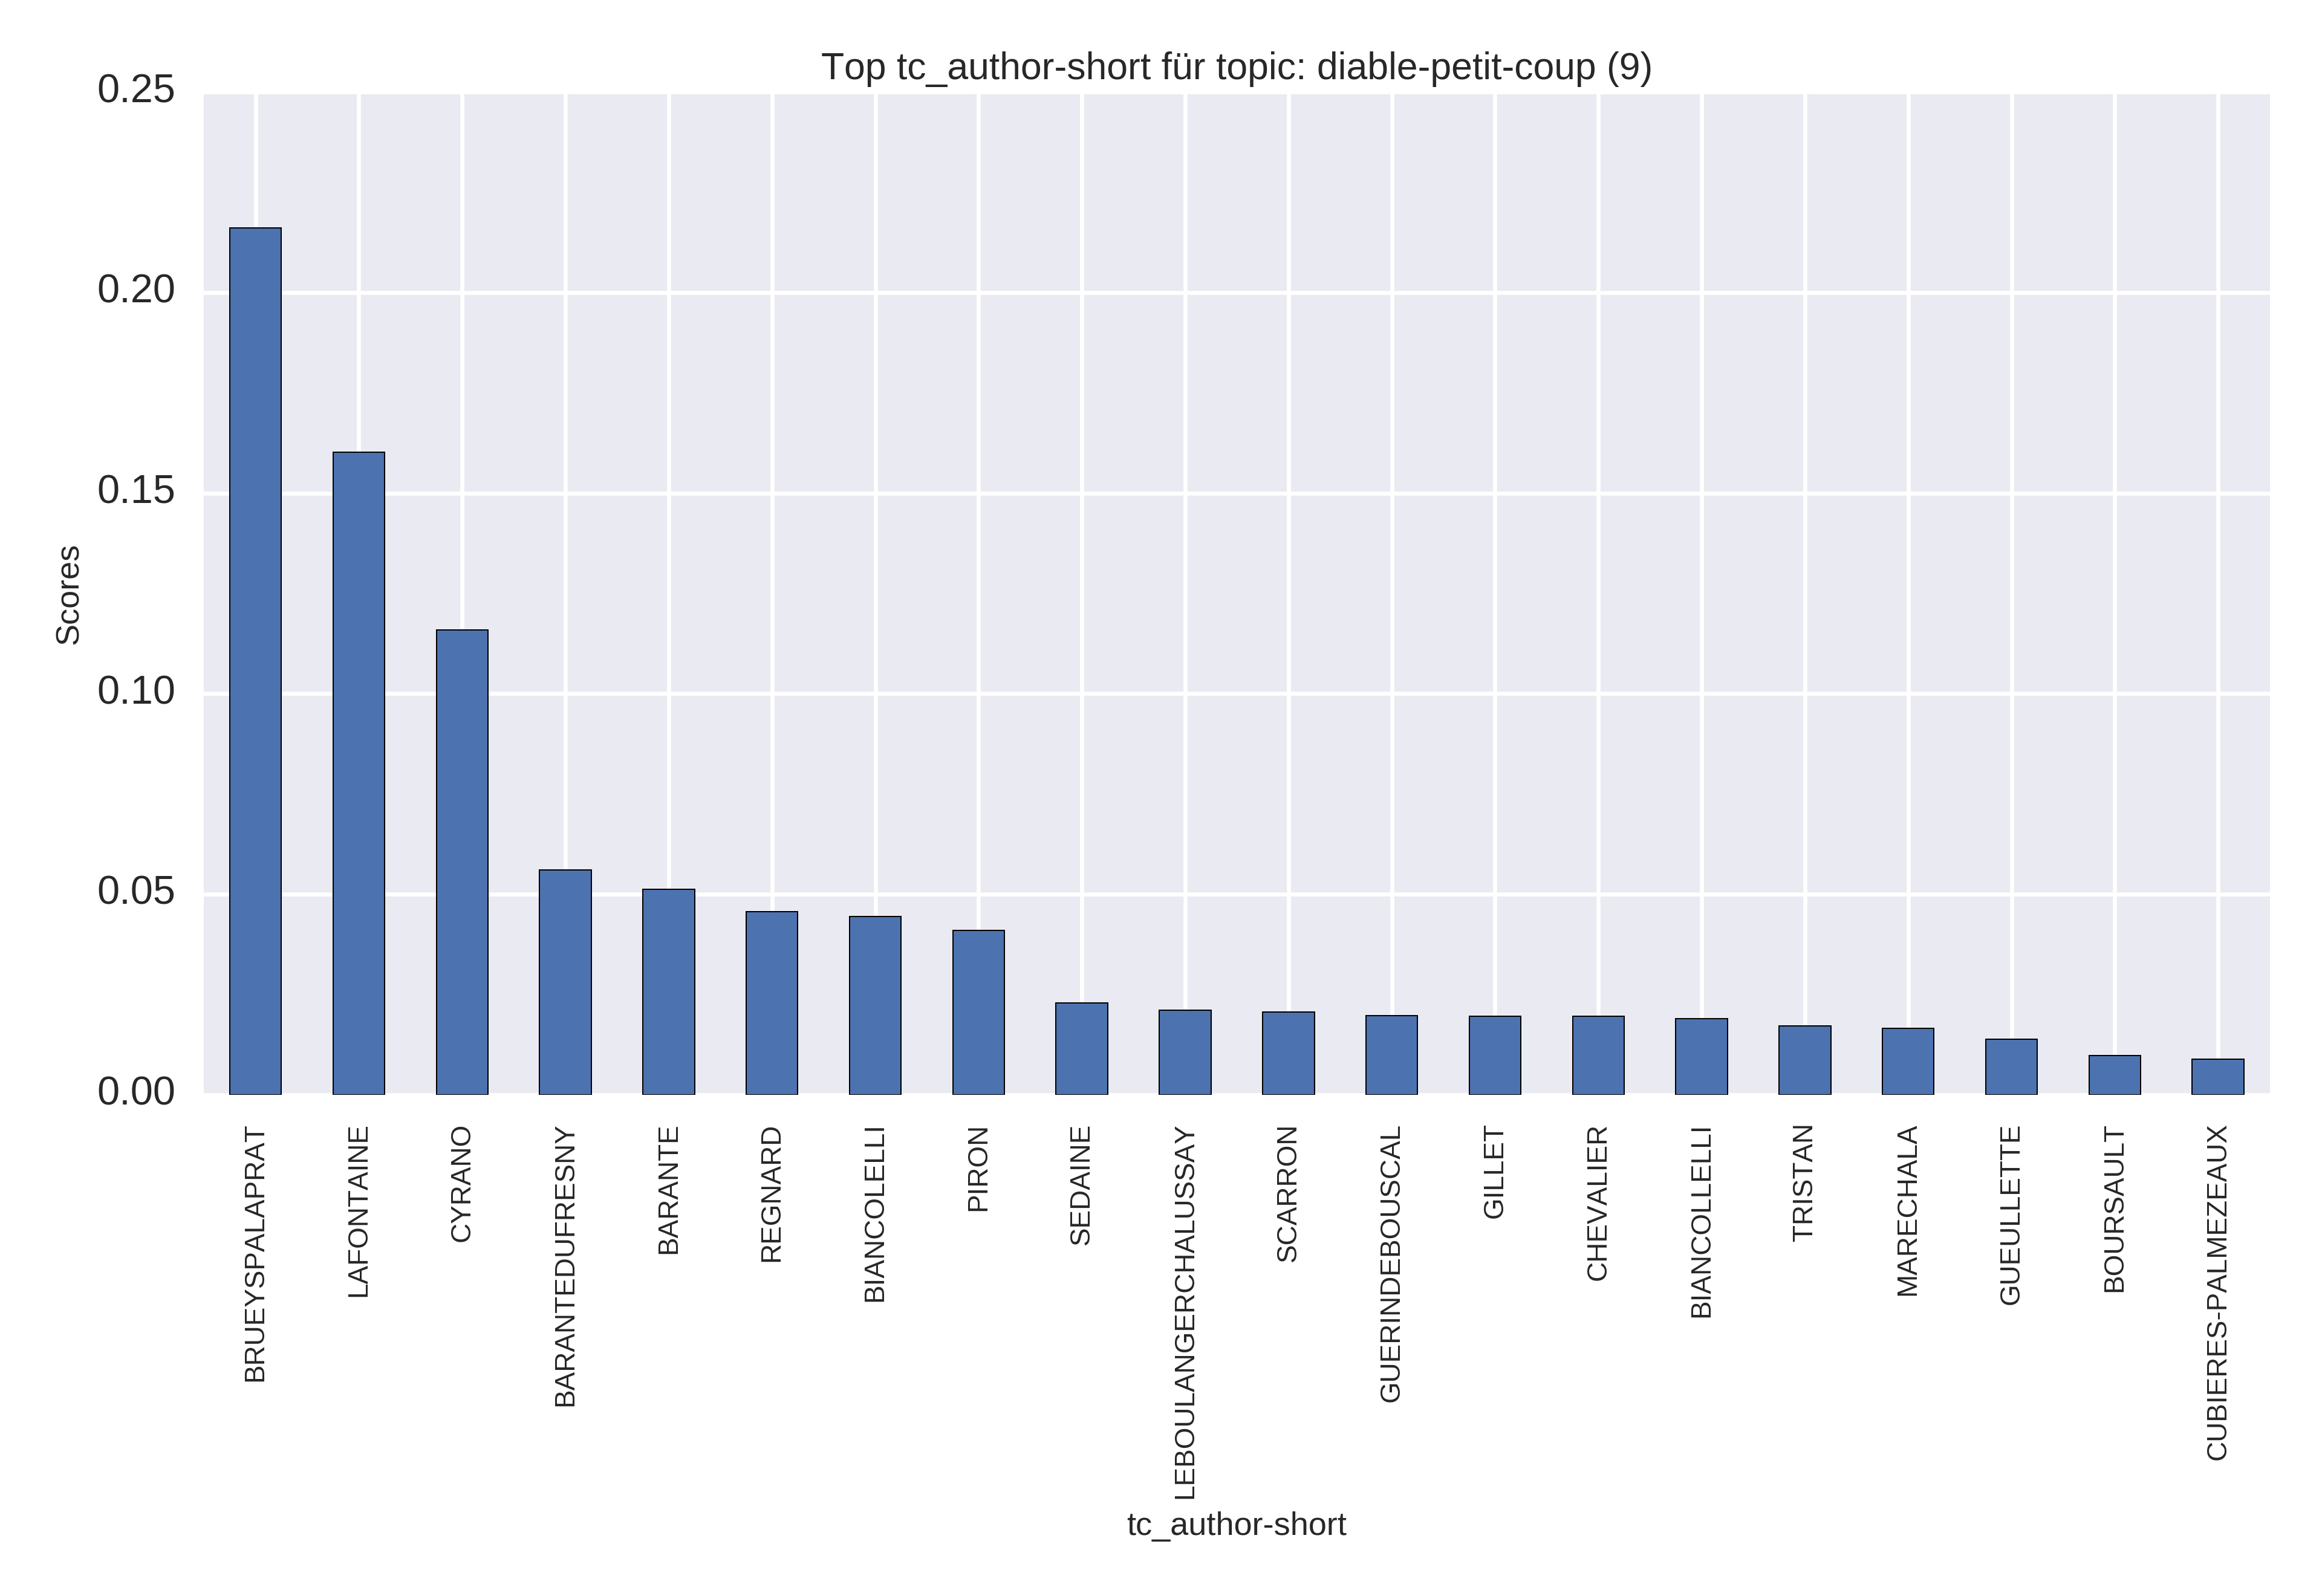 Top tc_author-short für topic: diable-petit-coup (9)
0.25
0.20
0.15
0.10
0.05
0.00
Scores
BRUEYSPALAPRAT
LAFONTAINE
CYRANO
BARANTEDUFRESNY
BARANTE
REGNARD
BIANCOLELLI
PIRON
SEDAINE
LEBOULANGERCHALUSSAY
SCARRON
GUERINDEBOUSCAL
GILLET
CHEVALIER
BIANCOLLELLI
TRISTAN
MARECHALA
GUEULLETTE
BOURSAULT
CUBIERES-PALMEZEAUX
tc_author-short